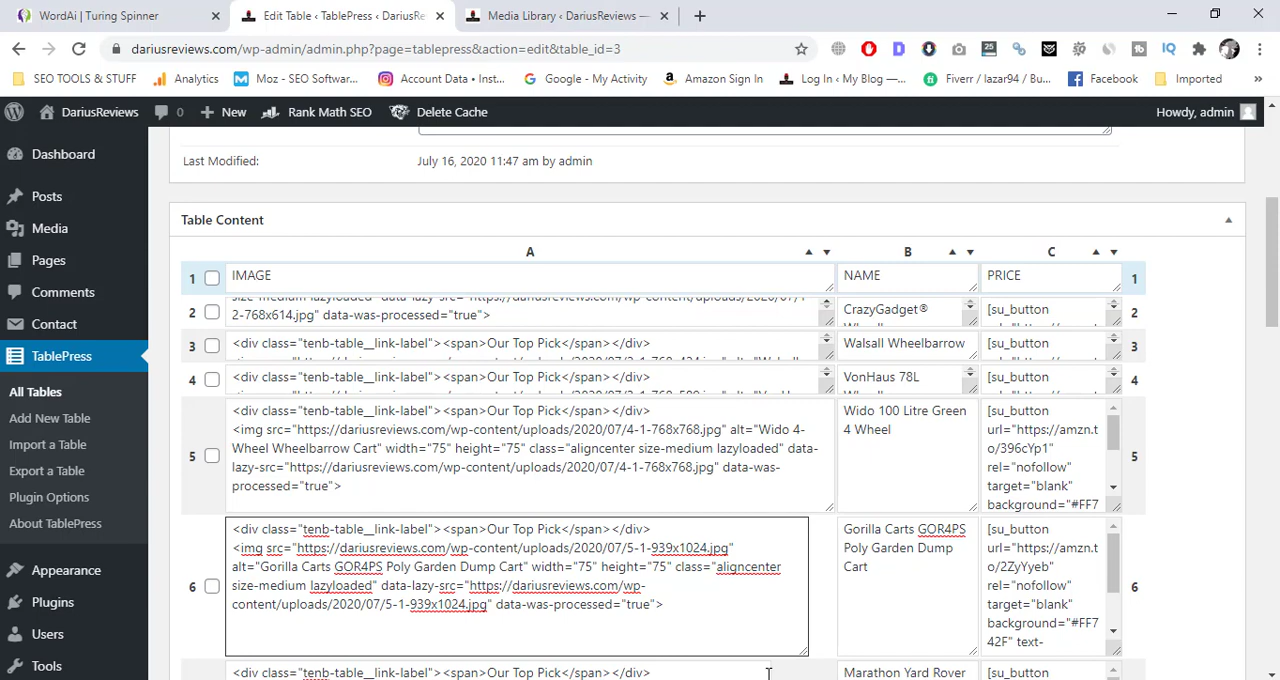 WordAi | Turing Spinner
Edit Table ‹ TablePress ‹ DariusRe
Media Library ‹ DariusReviews —
dariusreviews.com/wp-admin/admin.php?page=tablepress&action=edit&table_id=3
SEO TOOLS & STUFF
Analytics
Moz - SEO Software...
Account Data • Inst...
Google - My Activity
Amazon Sign In
Log In ‹ My Blog —...
Fiverr / lazar94 / Bu...
Facebook
Imported
»
DariusReviews
0
New
Rank Math SEO
Delete Cache
Howdy, admin
Dashboard
Posts
Media
Pages
Comments
Contact
TablePress
All Tables
Add New Table
Import a Table
Export a Table
Plugin Options
About TablePress
Appearance
Plugins
Users
Tools
Last Modified:
July 16, 2020 11:47 am by admin
Table Content
A
B
C
1
IMAGE
NAME
PRICE
1
2
2-768x614.jpg" data-was-processed="true">
CrazyGadget®
[su_button
2
3
<div class="tenb-table__link-label"><span>Our Top Pick</span></div>
Walsall Wheelbarrow
[su_button
3
4
<div class="tenb-table__link-label"><span>Our Top Pick</span></div>
VonHaus 78L
[su_button
4
5
<div class="tenb-table__link-label"><span>Our Top Pick</span></div>
<img src="https://dariusreviews.com/wp-content/uploads/2020/07/4-1-768x768.jpg" alt="Wido 4-
Wheel Wheelbarrow Cart" width="75" height="75" class="aligncenter size-medium lazyloaded" data-
lazy-src="https://dariusreviews.com/wp-content/uploads/2020/07/4-1-768x768.jpg" data-was-
processed="true">
Wido 100 Litre Green
4 Wheel
[su_button
url="https://amzn.t
o/396cYp1"
rel="nofollow"
target="blank"
background="#FF7
5
6
<div class="tenb-table__link-label"><span>Our Top Pick</span></div>
<img src="https://dariusreviews.com/wp-content/uploads/2020/07/5-1-939x1024.jpg"
alt="Gorilla Carts GOR4PS Poly Garden Dump Cart" width="75" height="75" class="aligncenter
size-medium lazyloaded" data-lazy-src="https://dariusreviews.com/wp-
content/uploads/2020/07/5-1-939x1024.jpg" data-was-processed="true">
Gorilla Carts GOR4PS
Poly Garden Dump
Cart
[su_button
url="https://amzn.t
o/2ZyYyeb"
rel="nofollow"
target="blank"
background="#FF7
42F" text-
6
<div class="tenb-table__link-label"><span>Our Top Pick</span></div>
Marathon Yard Rover
[su_button